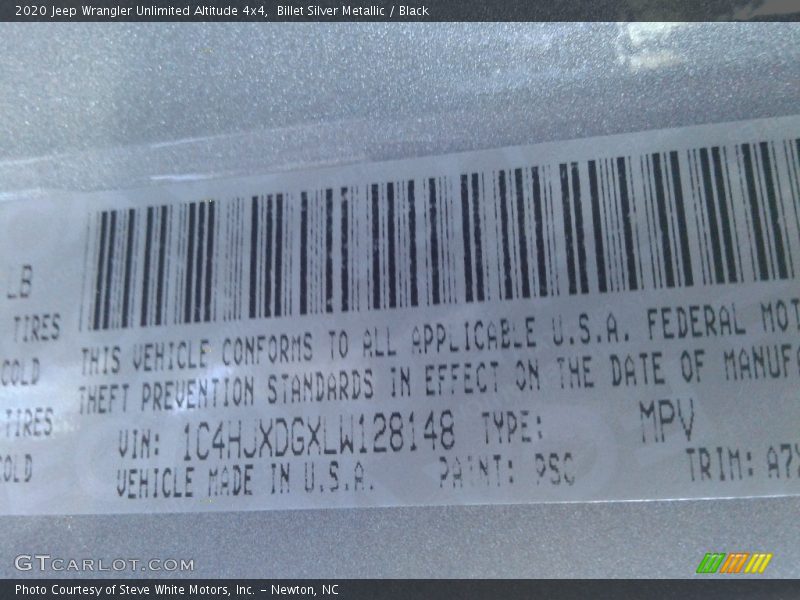 2020 Jeep Wrangler Unlimited Altitude 4x4, Billet Silver Metallic / Black
LB
TIRES
COLD
TIRES
COLD
THIS VEHICLE CONFORMS TO ALL APPLICABLE U.S.A. FEDERAL MOT
THEFT PREVENTION STANDARDS IN EFFECT ON THE DATE OF MANUFA
VIN: 1C4HJXDGXLW128148 TYPE: MPV
VEHICLE MADE IN U.S.A. PAINT: PSC TRIM: A7
GTCARLOT.COM
Photo Courtesy of Steve White Motors, Inc. – Newton, NC